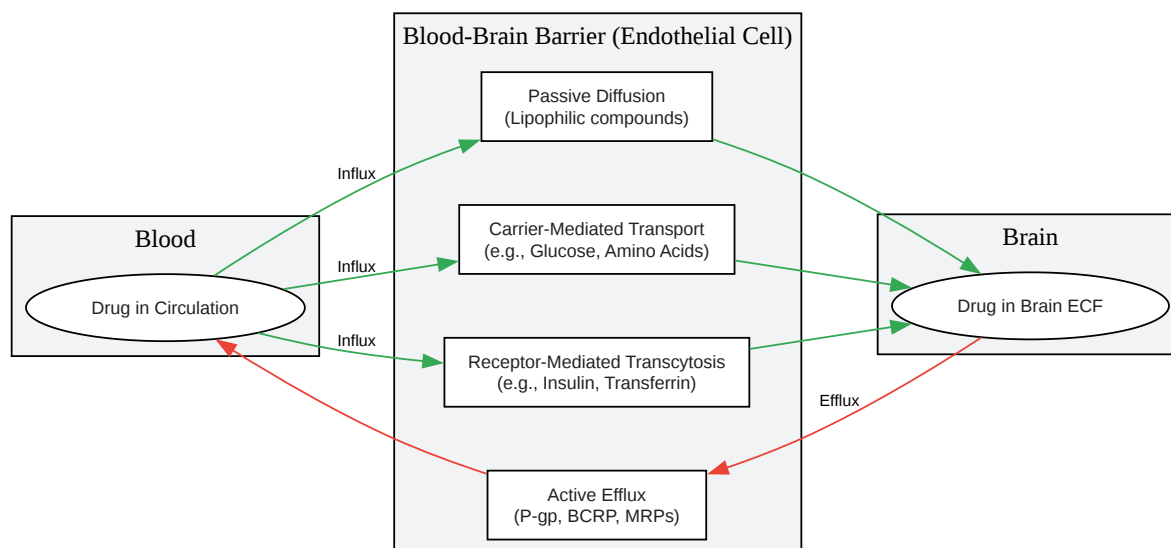 Blood-Brain Barrier (Endothelial Cell)
Passive Diffusion
(Lipophilic compounds)
Influx
Blood
Carrier-Mediated Transport
(e.g., Glucose, Amino Acids)
Brain
Influx
Drug in Circulation
Drug in Brain ECF
Influx
Receptor-Mediated Transcytosis
(e.g., Insulin, Transferrin)
Efflux
Active Efflux
(P-gp, BCRP, MRPs)